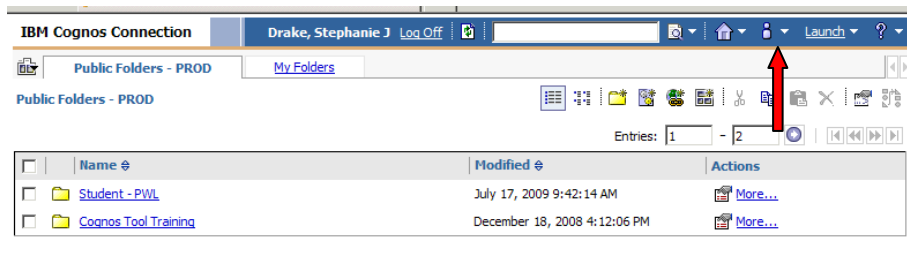 IBM Cognos Connection Drake, Stephanie J Log Off Launch ?
Public Folders - PROD My Folders
Public Folders - PROD
Entries: 1 - 2
Name Modified Actions
Student - PWL July 17, 2009 9:42:14 AM More...
Cognos Tool Training December 18, 2008 4:12:06 PM More...